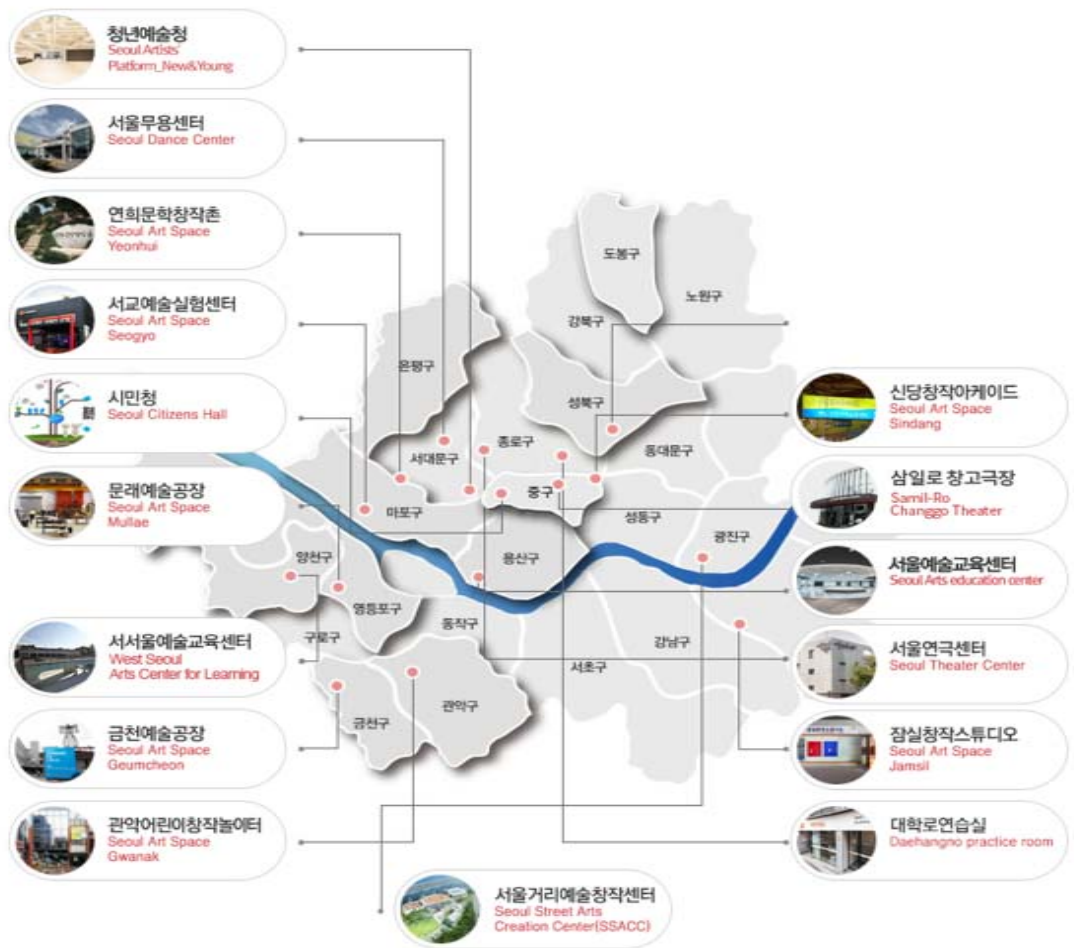 청년예술청
Seoul Artists'
Platform_New&Young
서울무용센터
Seoul Dance Center
연희문학창작촌
Seoul Art Space
Yeonhui
서교예술실험센터
Seoul Art Space
Seogyo
시민청
Seoul Citizens Hall
문래예술공장
Seoul Art Space
Mullae
서서울예술교육센터
West Seoul
Arts Center for Learning
금천예술공장
Seoul Art Space
Geumcheon
관악어린이창작놀이터
Seoul Art Space
Gwanak
도봉구
노원구
강북구
은평구
성북구
종로구
서대문구
동대문구
중구
마포구
성동구
광진구
양천구
용산구
영등포구
동작구
구로구
강남구
서초구
관악구
금천구
신당창작아케이드
Seoul Art Space
Sindang
삼일로 창고극장
Samil-Ro
Changgo Theater
서울예술교육센터
Seoul Arts education center
서울연극센터
Seoul Theater Center
잠실창작스튜디오
Seoul Art Space
Jamsil
대학로연습실
Daehangno practice room
서울거리예술창작센터
Seoul Street Arts
Creation Center(SSACC)